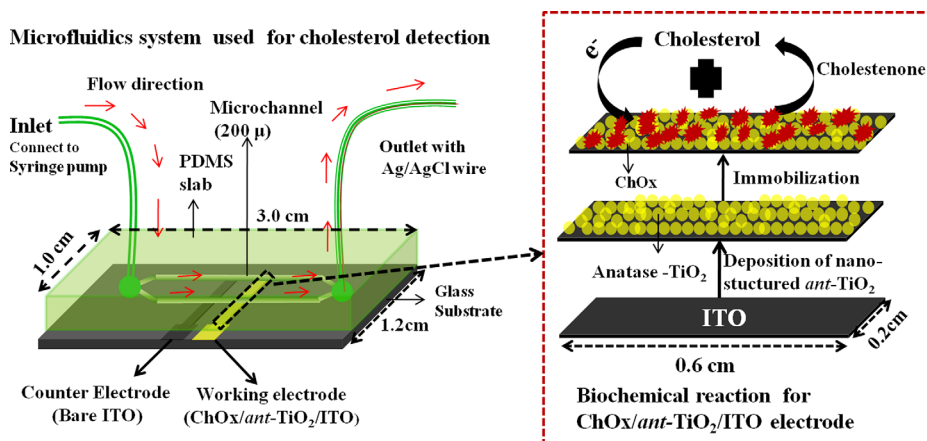 Microfluidics system used for cholesterol detection
Flow direction
Inlet
Connect to
Syringe pump
PDMS
slab
Microchannel
(200 µ)
Outlet with
Ag/AgCl wire
3.0 cm
1.0 cm
Glass
Substrate
1.2cm
Counter Electrode
(Bare ITO)
Working electrode
(ChOx/ant-TiO₂/ITO)
e-
Cholesterol
Cholestenone
ChOx
Immobilization
Anatase -TiO₂
Deposition of nano-
stuctured ant-TiO₂
ITO
0.2cm
0.6 cm
Biochemical reaction for
ChOx/ant-TiO₂/ITO electrode